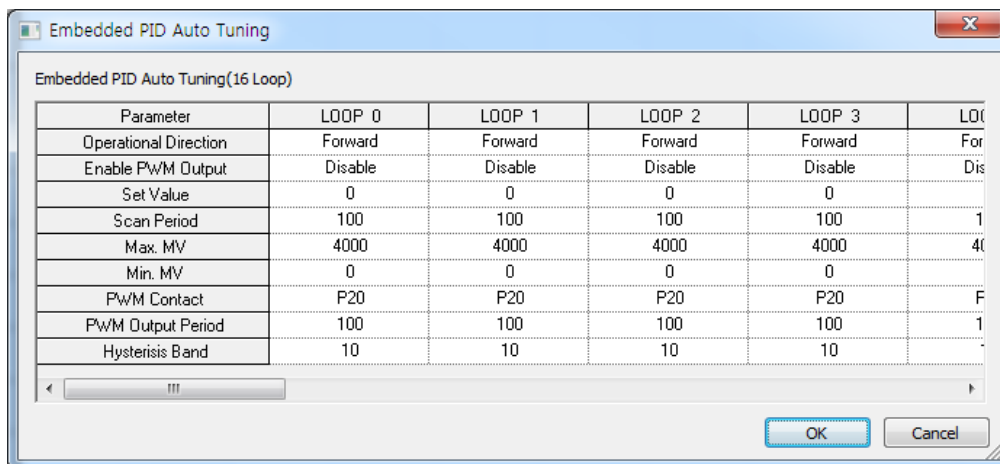 Embedded PID Auto Tuning
Embedded PID Auto Tuning(16 Loop)
Parameter LOOP 0 LOOP 1 LOOP 2 LOOP 3
Operational Direction Forward Forward Forward Forward
Enable PWM Output Disable Disable Disable Disable
Set Value 0 0 0 0
Scan Period 100 100 100 100
Max. MV 4000 4000 4000 4000
Min. MV 0 0 0 0
PWM Contact P20 P20 P20 P20
PWM Output Period 100 100 100 100
Hysterisis Band 10 10 10 10
OK Cancel